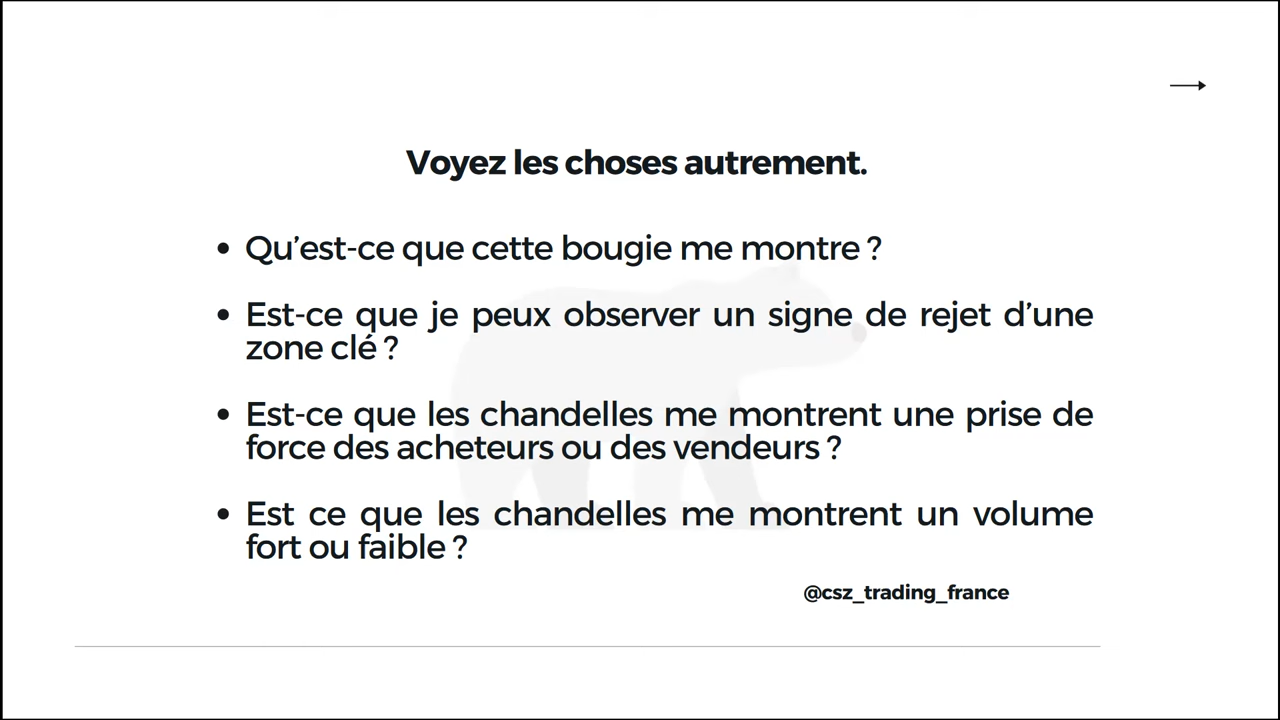 Voyez les choses autrement.
• Qu’est-ce que cette bougie me montre ?
• Est-ce que je peux observer un signe de rejet d’une
zone clé ?
• Est-ce que les chandelles me montrent une prise de
force des acheteurs ou des vendeurs ?
• Est ce que les chandelles me montrent un volume
fort ou faible ?
@csz_trading_france